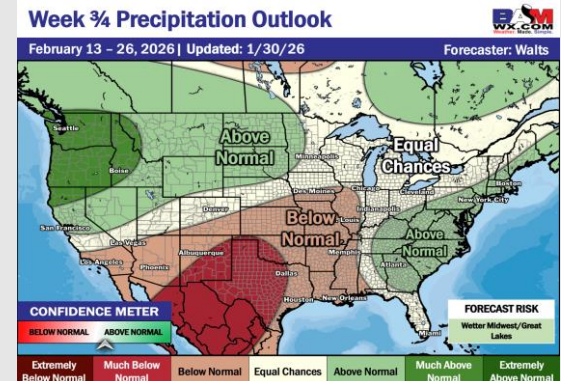 Week ¾ Precipitation Outlook
BAM
WX.COM
Weather Made Simple.
February 13 – 26, 2026 | Updated: 1/30/26
Forecaster: Walts
Seattle
Boise
Above
Normal
Minneapolis
Equal
Chances
Boston
Des Moines
Chicago
Cleveland
New York City
Denver
Indianapolis
San Francisco
Below
Normal
St. Louis
Las Vegas
Above
Normal
Los Angeles
Phoenix
Albuquerque
Memphis
Atlanta
Dallas
Houston
New Orleans
Miami
CONFIDENCE METER
BELOW NORMAL
ABOVE NORMAL
FORECAST RISK
Wetter Midwest/Great
Lakes
Extremely
Below Normal
Much Below
Normal
Below Normal
Equal Chances
Above Normal
Much Above
Normal
Extremely
Above Normal